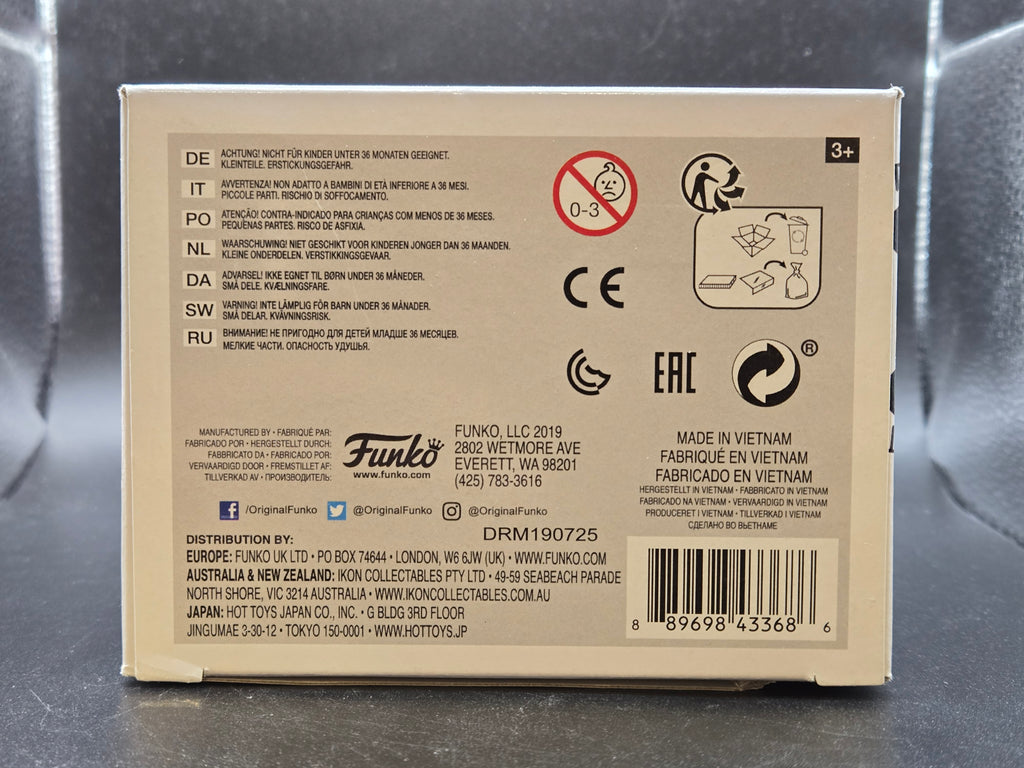 3+
DE ACHTUNG! NICHT FÜR KINDER UNTER 36 MONATEN GEEIGNET.
KLEINTEILE. ERSTICKUNGSGEFAHR.
IT AVVERTENZA! NON ADATTO A BAMBINI DI ETÀ INFERIORE A 36 MESI.
PICCOLE PARTI. RISCHIO DI SOFFOCAMENTO.
PO ATENÇÃO! CONTRA-INDICADO PARA CRIANÇAS COM MENOS DE 36 MESES.
PEQUENAS PARTES. RISCO DE ASFIXIA.
NL WAARSCHUWING! NIET GESCHIKT VOOR KINDEREN JONGER DAN 36 MAANDEN.
KLEINE ONDERDELEN. VERSTIKKINGSGEVAAR.
DA ADVARSEL! IKKE EGNET TIL BØRN UNDER 36 MÅNEDER.
SMÅ DELE. KVÆLNINGSFARE.
SW VARNING! INTE LÄMPLIG FÖR BARN UNDER 36 MÅNADER.
SMÅ DELAR. KVÄVNINGSRISK.
RU ВНИМАНИЕ! НЕ ПРИГОДНО ДЛЯ ДЕТЕЙ МЛАДШЕ 36 МЕСЯЦЕВ.
МЕЛКИЕ ЧАСТИ. ОПАСНОСТЬ УДУШЬЯ.
0-3
CE
EAC
®
MANUFACTURED BY • FABRIQUÉ PAR:
FABRICADO POR • HERGESTELLT DURCH:
FABBRICATO DA • FABRICADO POR:
VERVAARDIGD DOOR • FREMSTILLET AF:
TILLVERKAD AV • ПРОИЗВОДИТЕЛЬ:
Funko
www.funko.com
FUNKO, LLC 2019
2802 WETMORE AVE
EVERETT, WA 98201
(425) 783-3616
MADE IN VIETNAM
FABRIQUÉ EN VIETNAM
FABRICADO EN VIETNAM
HERGESTELLT IN VIETNAM • FABBRICATO IN VIETNAM
FABRICADO NA VIETNAM • VERVAARDIGD IN VIETNAM
PRODUCERET I VIETNAM • TILLVERKAD I VIETNAM
СДЕЛАНО ВО ВЬЕТНАМЕ
/OriginalFunko @OriginalFunko @OriginalFunko
DRM190725
DISTRIBUTION BY:
EUROPE: FUNKO UK LTD • PO BOX 74644 • LONDON, W6 6JW (UK) • WWW.FUNKO.COM
AUSTRALIA & NEW ZEALAND: IKON COLLECTABLES PTY LTD • 49-59 SEABEACH PARADE
NORTH SHORE, VIC 3214 AUSTRALIA • WWW.IKONCOLLECTABLES.COM.AU
JAPAN: HOT TOYS JAPAN CO., INC. • G BLDG 3RD FLOOR
JINGUMAE 3-30-12 • TOKYO 150-0001 • WWW.HOTTOYS.JP
8 89698 43368 6